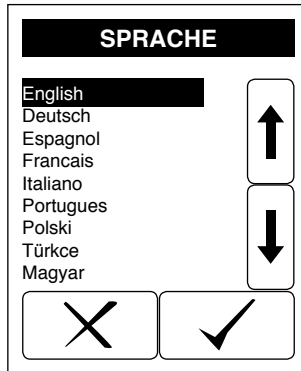 SPRACHE
English
Deutsch
Espagnol
Francais
Italiano
Portugues
Polski
Türkce
Magyar